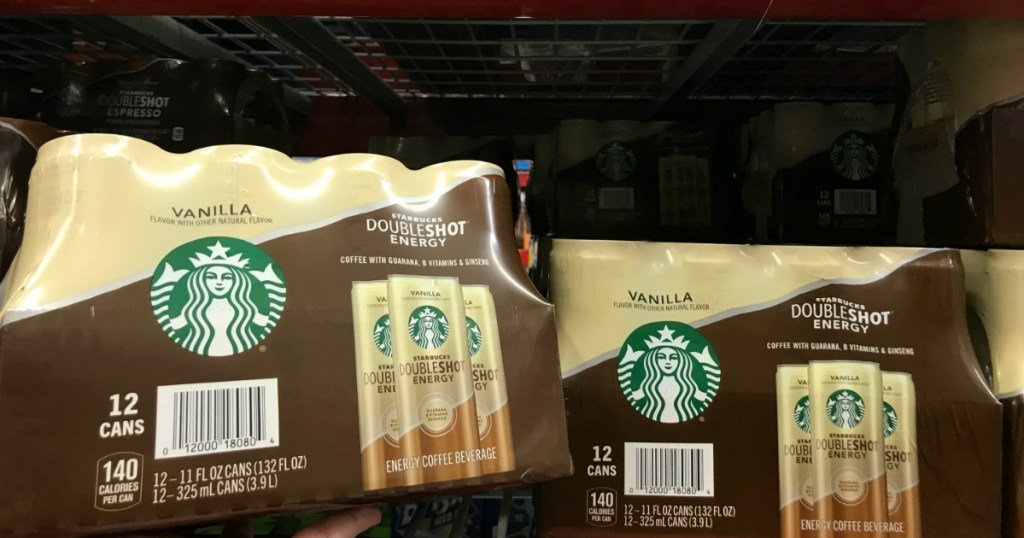 DOUBLESHOT
ESPRESSO
VANILLA
FLAVOR WITH OTHER NATURAL FLAVOR
STARBUCKS
DOUBLESHOT
ENERGY
COFFEE WITH GUARANA, B VITAMINS & GINSENG
VANILLA
STARBUCKS
DOUBLESHOT
ENERGY
12
CANS
0 12000 18080 4
140
CALORIES
PER CAN
12-11 FL OZ CANS (132 FL OZ)
12-325 mL CANS (3.9 L)
ENERGY COFFEE BEVERAGE
12
CANS
VANILLA
FLAVOR WITH OTHER NATURAL FLAVOR
STARBUCKS
DOUBLESHOT
ENERGY
COFFEE WITH GUARANA, B VITAMINS & GINSENG
VANILLA
STARBUCKS
DOUBLESHOT
ENERGY
12
CANS
0 12000 18080 4
140
CALORIES
PER CAN
12-11 FL OZ CANS (132 FL OZ)
12-325 mL CANS (3.9 L)
ENERGY COFFEE BEVERAGE